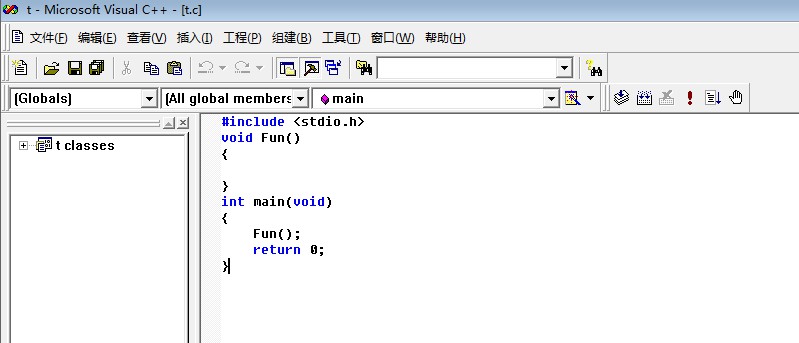 t - Microsoft Visual C++ - [t.c]
文件(F) 编辑(E) 查看(V) 插入(I) 工程(P) 组建(B) 工具(T) 窗口(W) 帮助(H)
(Globals) (All global members main
t classes
#include <stdio.h>
void Fun()
{
}
int main(void)
{
Fun();
return 0;
}